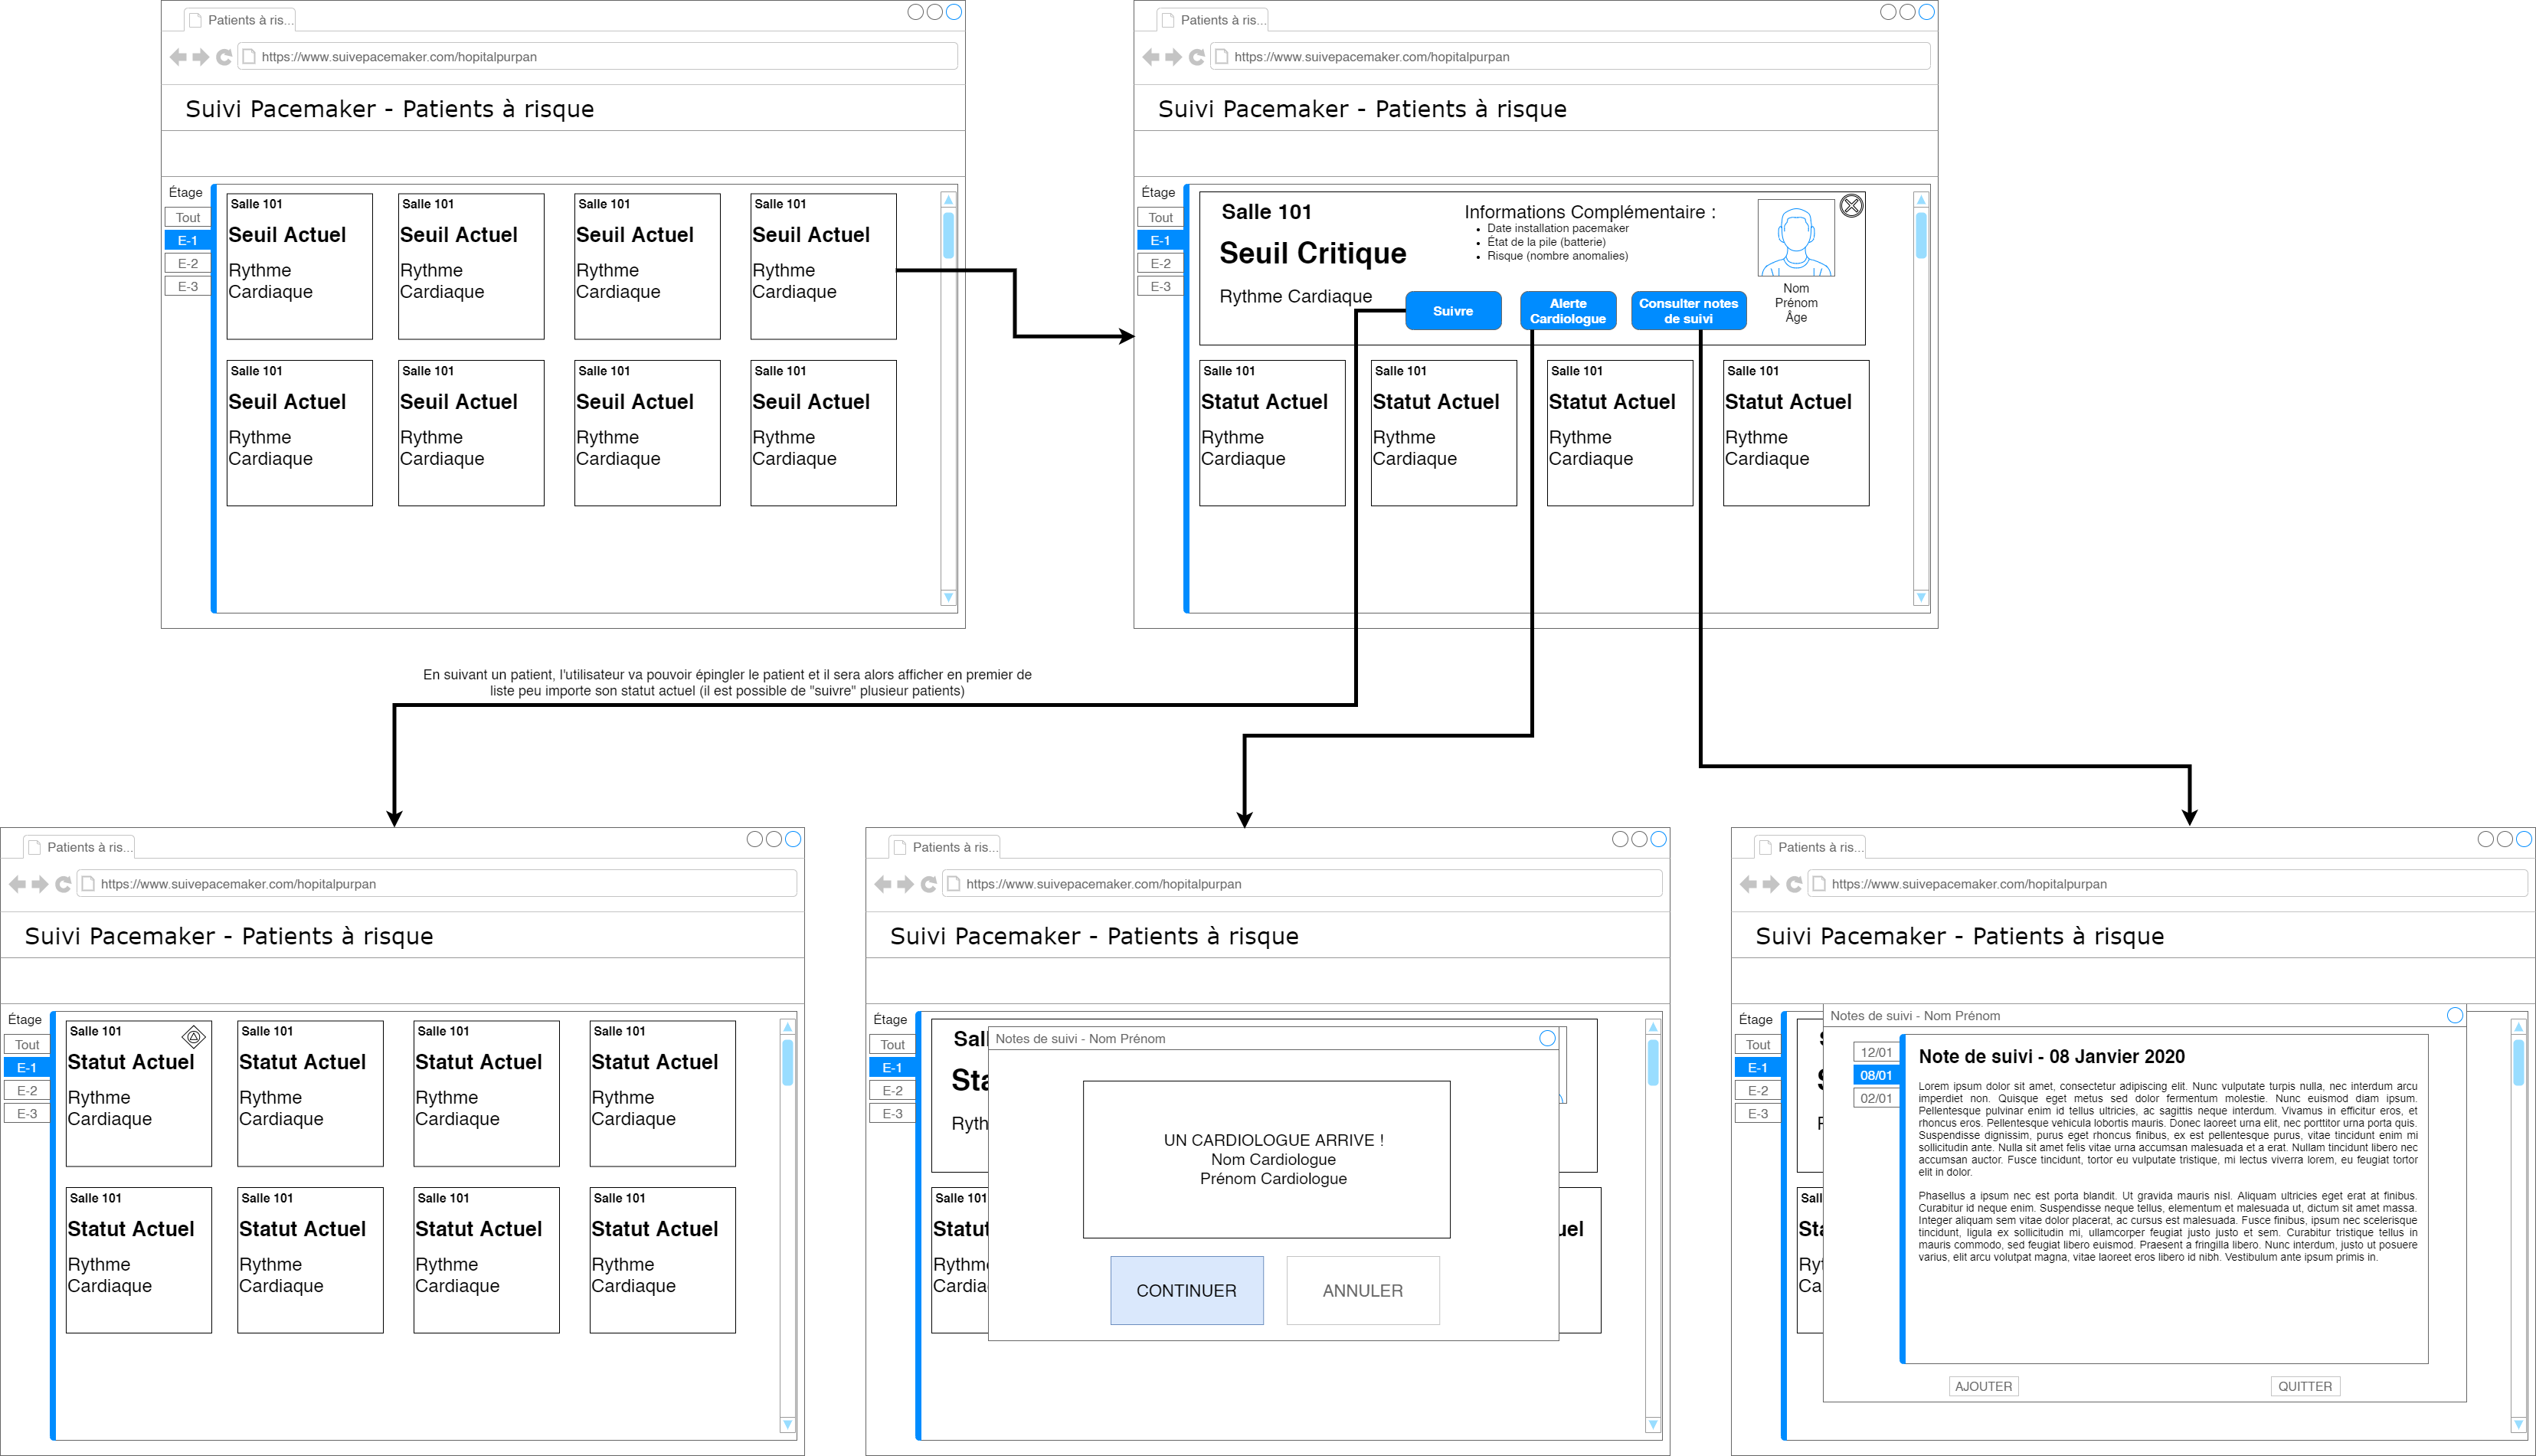 Patients à ris...
https://www.suivepacemaker.com/hopitalpurpan
Suivi Pacemaker - Patients à risque
Étage
Tout
E-1
E-2
E-3
Salle 101
Seuil Actuel
Rythme
Cardiaque
Salle 101
Seuil Actuel
Rythme
Cardiaque
Salle 101
Seuil Actuel
Rythme
Cardiaque
Salle 101
Seuil Actuel
Rythme
Cardiaque
Salle 101
Seuil Actuel
Rythme
Cardiaque
Salle 101
Seuil Actuel
Rythme
Cardiaque
Salle 101
Seuil Actuel
Rythme
Cardiaque
Salle 101
Seuil Actuel
Rythme
Cardiaque
Patients à ris...
https://www.suivepacemaker.com/hopitalpurpan
Suivi Pacemaker - Patients à risque
Étage
Tout
E-1
E-2
E-3
Salle 101
Seuil Critique
Rythme Cardiaque
Informations Complémentaire :
Date installation pacemaker
État de la pile (batterie)
Risque (nombre anomalies)
Suivre
Alerte
Cardiologue
Consulter notes
de suivi
Nom
Prénom
Âge
Salle 101
Statut Actuel
Rythme
Cardiaque
Salle 101
Statut Actuel
Rythme
Cardiaque
Salle 101
Statut Actuel
Rythme
Cardiaque
Salle 101
Statut Actuel
Rythme
Cardiaque
En suivant un patient, l'utilisateur va pouvoir épingler le patient et il sera alors afficher en premier de
liste peu importe son statut actuel (il est possible de "suivre" plusieur patients)
Patients à ris...
https://www.suivepacemaker.com/hopitalpurpan
Suivi Pacemaker - Patients à risque
Étage
Tout
E-1
E-2
E-3
Salle 101
Statut Actuel
Rythme
Cardiaque
Salle 101
Statut Actuel
Rythme
Cardiaque
Salle 101
Statut Actuel
Rythme
Cardiaque
Salle 101
Statut Actuel
Rythme
Cardiaque
Salle 101
Statut Actuel
Rythme
Cardiaque
Salle 101
Statut Actuel
Rythme
Cardiaque
Salle 101
Statut Actuel
Rythme
Cardiaque
Salle 101
Statut Actuel
Rythme
Cardiaque
Patients à ris...
https://www.suivepacemaker.com/hopitalpurpan
Suivi Pacemaker - Patients à risque
Étage
Tout
E-1
E-2
E-3
Sal
Sta
Ryth
Notes de suivi - Nom Prénom
UN CARDIOLOGUE ARRIVE !
Nom Cardiologue
Prénom Cardiologue
CONTINUER
ANNULER
Salle 101
Statut
Rythm
Cardia
uel
Patients à ris...
https://www.suivepacemaker.com/hopitalpurpan
Suivi Pacemaker - Patients à risque
Étage
Tout
E-1
E-2
E-3
Sall
Sta
Ryt
Ca
Notes de suivi - Nom Prénom
12/01
08/01
02/01
Note de suivi - 08 Janvier 2020
Lorem ipsum dolor sit amet, consectetur adipiscing elit. Nunc vulputate turpis nulla, nec interdum arcu
imperdiet non. Quisque eget metus sed dolor fermentum molestie. Nunc euismod diam ipsum.
Pellentesque pulvinar enim id tellus ultricies, ac sagittis neque interdum. Vivamus in efficitur eros, et
rhoncus eros. Pellentesque vehicula lobortis mauris. Donec laoreet urna elit, nec porttitor urna porta quis.
Suspendisse dignissim, purus eget rhoncus finibus, ex est pellentesque purus, vitae tincidunt enim mi
sollicitudin ante. Nulla sit amet felis vitae urna accumsan malesuada et a erat. Nullam tincidunt libero nec
accumsan auctor. Fusce tincidunt, tortor eu vulputate tristique, mi lectus viverra lorem, eu feugiat tortor
elit in dolor.
Phasellus a ipsum nec est porta blandit. Ut gravida mauris nisl. Aliquam ultricies eget erat at finibus.
Curabitur id neque enim. Suspendisse neque tellus, elementum et malesuada ut, dictum sit amet massa.
Integer aliquam sem vitae dolor placerat, ac cursus est malesuada. Fusce finibus, ipsum nec scelerisque
tincidunt, ligula ex sollicitudin mi, ullamcorper feugiat justo justo et sem. Curabitur tristique tellus in
mauris commodo, sed feugiat libero euismod. Praesent a fringilla libero. Nunc interdum, justo ut posuere
varius, elit arcu volutpat magna, vitae laoreet eros libero id nibh. Vestibulum ante ipsum primis in.
AJOUTER
QUITTER